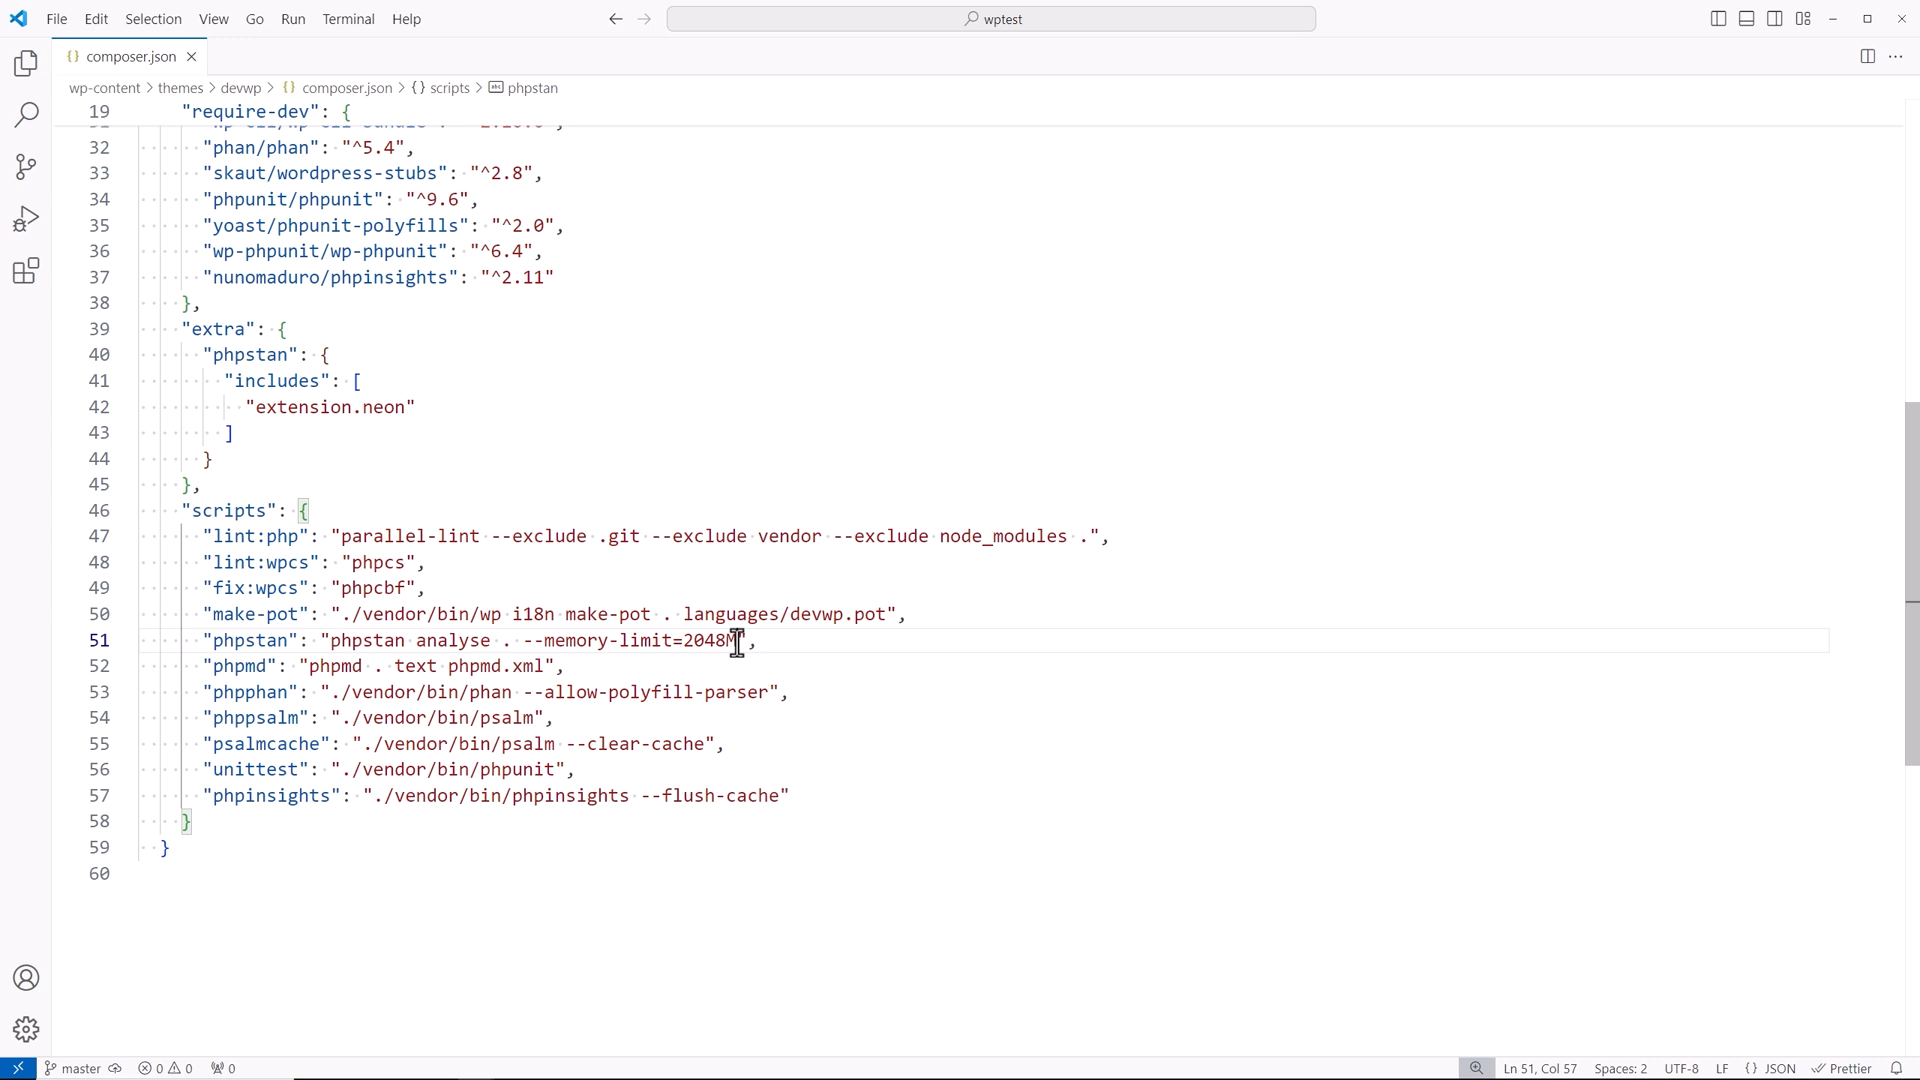 File Edit Selection View Go Run Terminal Help
wptest
{} composer.json
wp-content > themes > devwp > {} composer.json > {} scripts > phpstan
19 "require-dev": {
32 "phan/phan": "^5.4",
33 "skaut/wordpress-stubs": "^2.8",
34 "phpunit/phpunit": "^9.6",
35 "yoast/phpunit-polyfills": "^2.0",
36 "wp-phpunit/wp-phpunit": "^6.4",
37 "nunomaduro/phpinsights": "^2.11"
38 },
39 "extra": {
40 "phpstan": {
41 "includes": [
42 "extension.neon"
43 ]
44 }
45 },
46 "scripts": {
47 "lint:php": "parallel-lint --exclude .git --exclude vendor --exclude node_modules .",
48 "lint:wpcs": "phpcs",
49 "fix:wpcs": "phpcbf",
50 "make-pot": "./vendor/bin/wp i18n make-pot . languages/devwp.pot",
51 "phpstan": "phpstan analyse . --memory-limit=2048M",
52 "phpmd": "phpmd . text phpmd.xml",
53 "phpphan": "./vendor/bin/phan --allow-polyfill-parser",
54 "phppsalm": "./vendor/bin/psalm",
55 "psalmcache": "./vendor/bin/psalm --clear-cache",
56 "unittest": "./vendor/bin/phpunit",
57 "phpinsights": "./vendor/bin/phpinsights --flush-cache"
58 }
59 }
60
master 0 0 0 Ln 51, Col 57 Spaces: 2 UTF-8 LF {} JSON Prettier